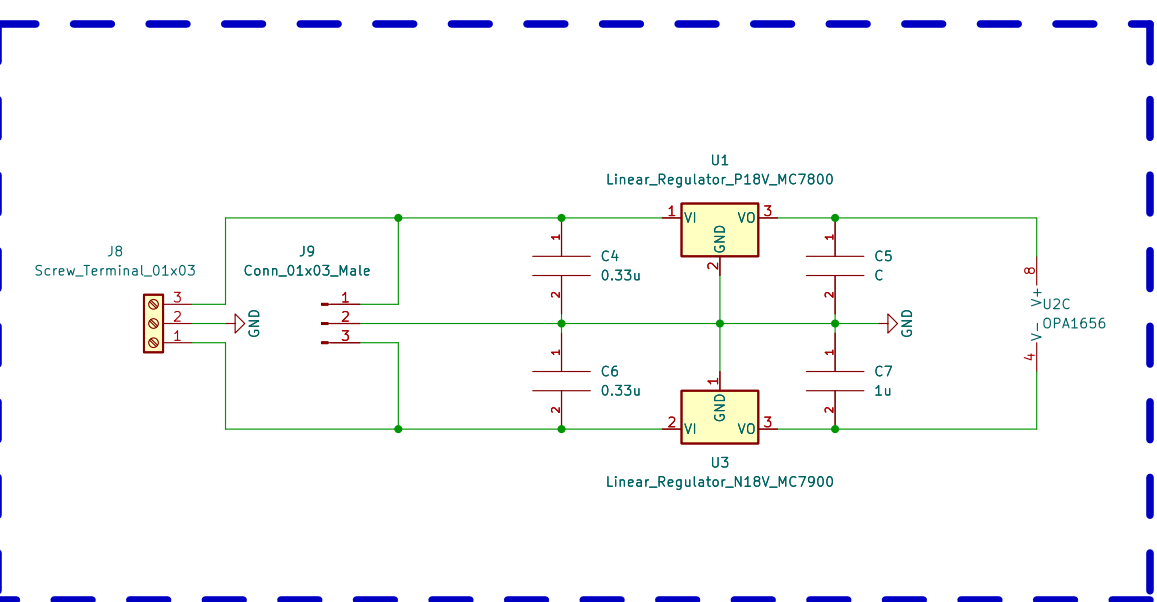 U1
Linear_Regulator_P18V_MC7800
1
VI
VO
3
GND
2
J8
Screw_Terminal_01x03
3
2
1
GND
J9
Conn_01x03_Male
1
2
3
1
C4
0.33u
2
1
C5
C
2
GND
8
V+
U2C
OPA1656
V-
4
1
C6
0.33u
2
1
C7
1u
2
1
GND
2
VI
VO
3
U3
Linear_Regulator_N18V_MC7900